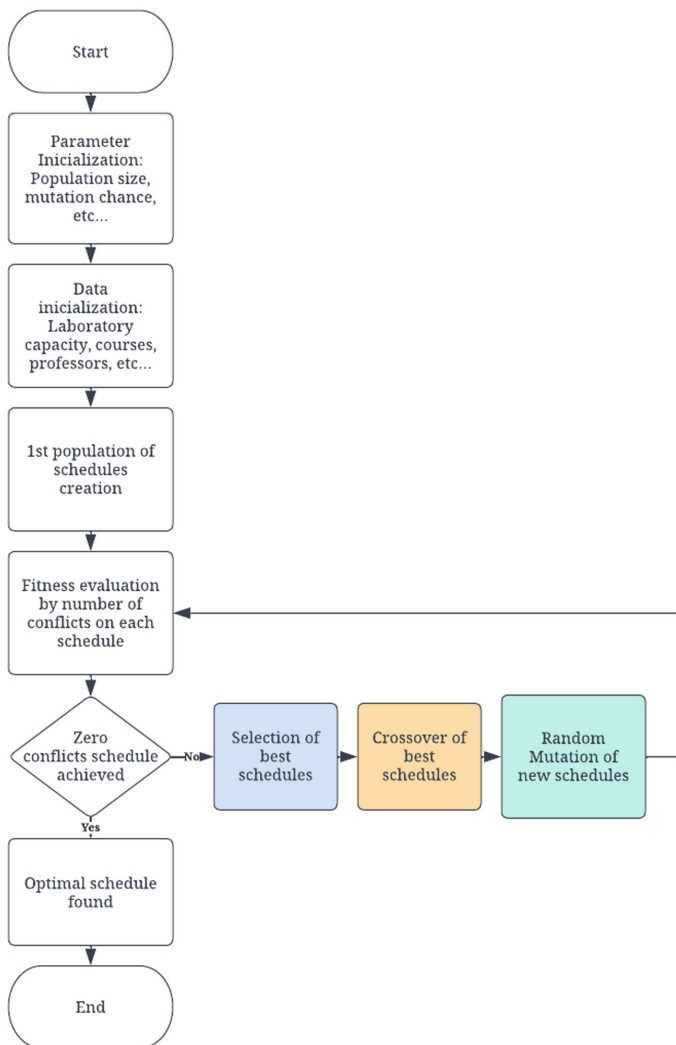 Start
Parameter
Inicialization:
Population size,
mutation chance,
etc...
Data
inicialization:
Laboratory
capacity, courses,
professors, etc...
1st population of
schedules
creation
Fitness evaluation
by number of
conflicts on each
schedule
Zero
conflicts schedule
achieved
No
Selection of
best
schedules
Crossover of
best
schedules
Random
Mutation of
new schedules
Yes
Optimal schedule
found
End